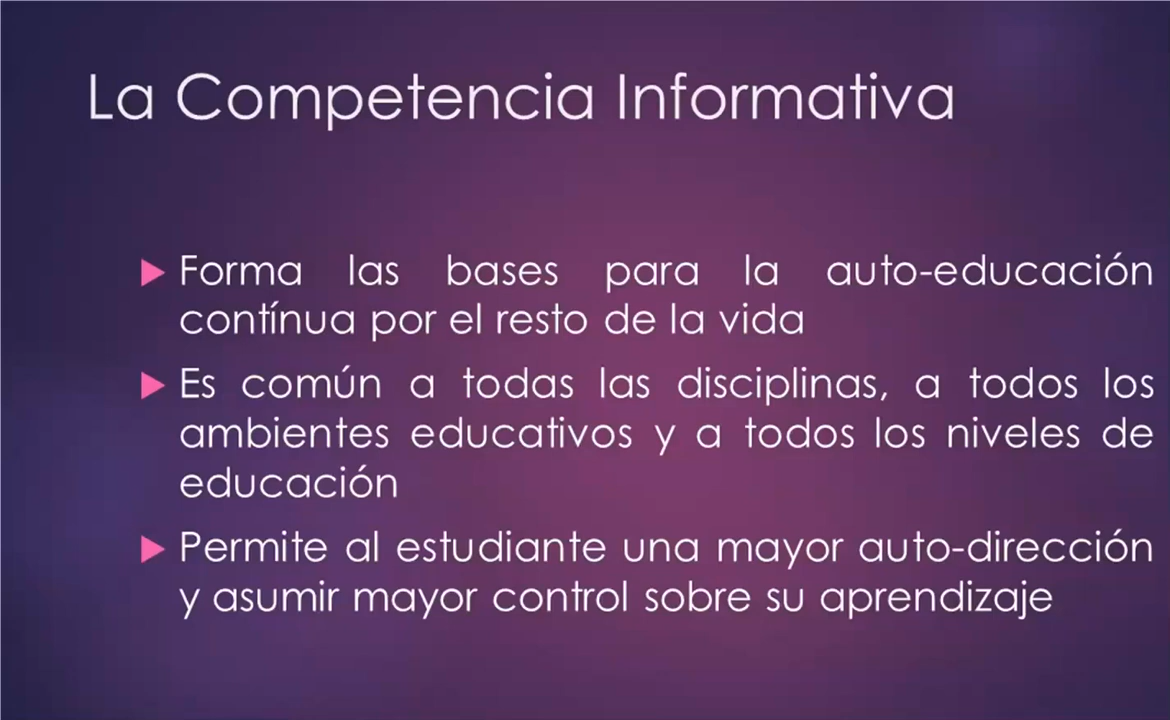 La Competencia Informativa
Forma las bases para la auto-educación
contínua por el resto de la vida
Es común a todas las disciplinas, a todos los
ambientes educativos y a todos los niveles de
educación
Permite al estudiante una mayor auto-dirección
y asumir mayor control sobre su aprendizaje